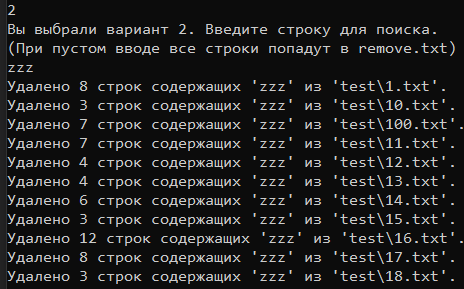 2
Вы выбрали вариант 2. Введите строку для поиска.
(При пустом вводе все строки попадут в remove.txt)
zzz
Удалено 8 строк содержащих 'zzz' из 'test\1.txt'.
Удалено 3 строк содержащих 'zzz' из 'test\10.txt'.
Удалено 7 строк содержащих 'zzz' из 'test\100.txt'.
Удалено 7 строк содержащих 'zzz' из 'test\11.txt'.
Удалено 4 строк содержащих 'zzz' из 'test\12.txt'.
Удалено 4 строк содержащих 'zzz' из 'test\13.txt'.
Удалено 6 строк содержащих 'zzz' из 'test\14.txt'.
Удалено 3 строк содержащих 'zzz' из 'test\15.txt'.
Удалено 12 строк содержащих 'zzz' из 'test\16.txt'.
Удалено 8 строк содержащих 'zzz' из 'test\17.txt'.
Удалено 3 строк содержащих 'zzz' из 'test\18.txt'.